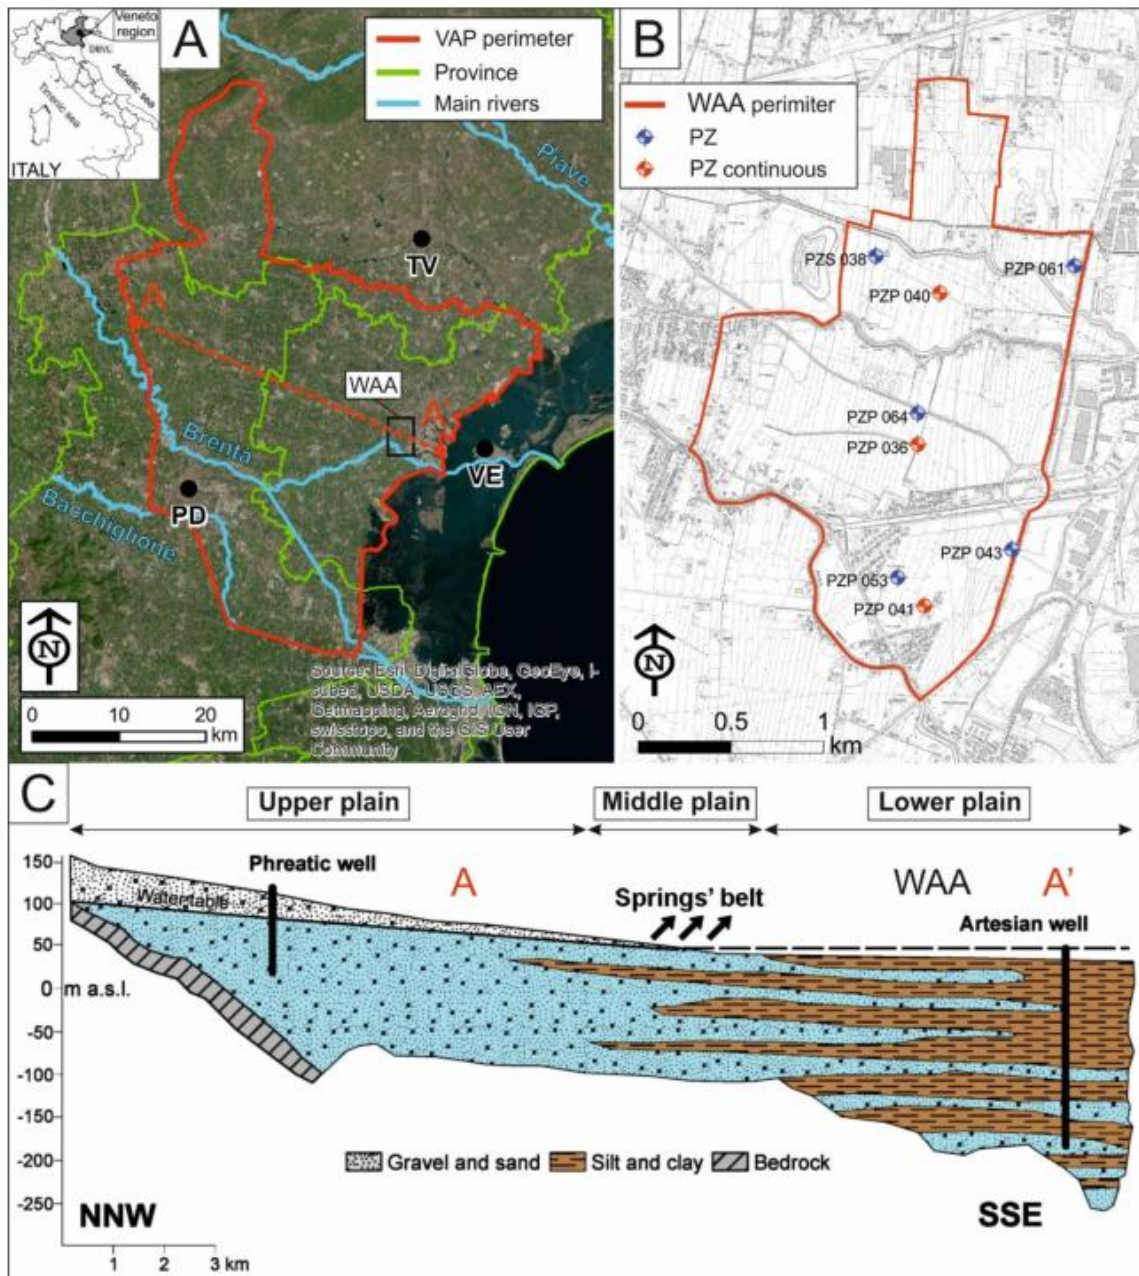 Veneto
region
DBVL
Adriatic sea
Tirrenic sea
ITALY
A
VAP perimeter
Province
Main rivers
Piave
TV
A
WAA
A'
Brenta
VE
PD
Bacchiglione
N
Source: Esri, DigitalGlobe, GeoEye, i-
cubed, USDA, USGS, AEX,
Getmapping, Aerogrid, IGN, IGP,
swisstopo, and the GIS User
Community
0 10 20
km
B
WAA perimiter
PZ
PZ continuous
PZS 038
PZP 061
PZP 040
PZP 064
PZP 036
PZP 043
PZP 053
PZP 041
N
0 0.5 1
km
C
Upper plain Middle plain Lower plain
Phreatic well A Springs' belt WAA A'
Artesian well
Watertable
150
100
50
0 m a.s.l.
-50
-100
-150
-200
-250
Gravel and sand Silt and clay Bedrock
NNW SSE
1 2 3 km